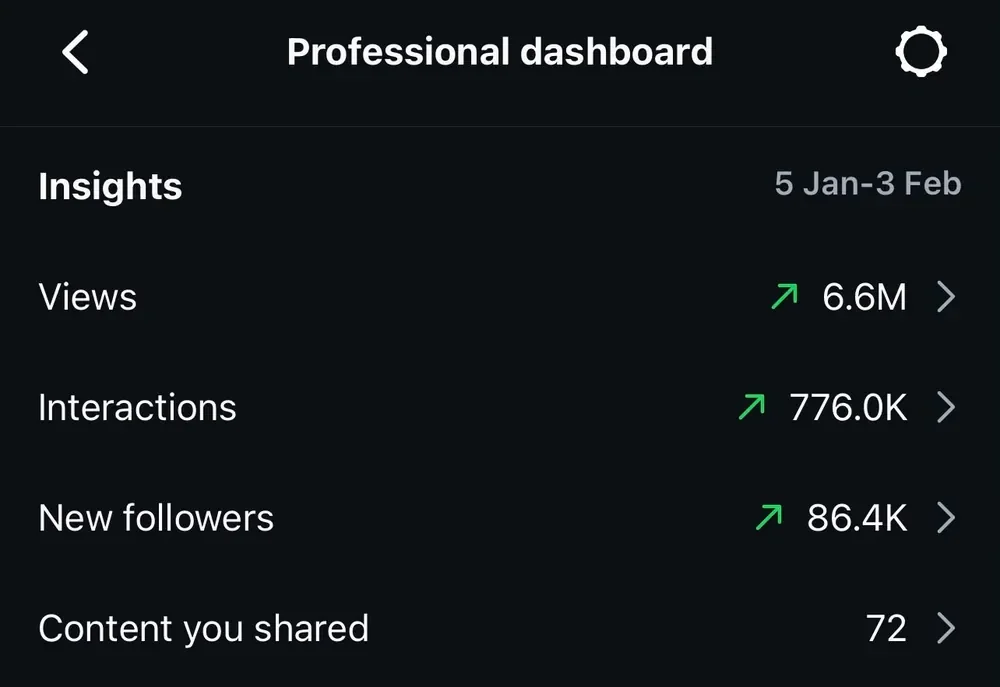 Professional dashboard
Insights 5 Jan-3 Feb
Views 6.6M
Interactions 776.0K
New followers 86.4K
Content you shared 72